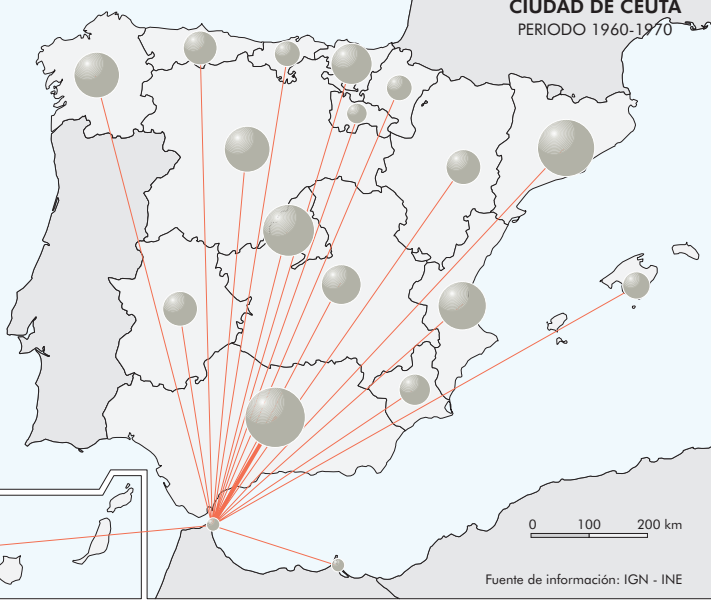 CIUDAD DE CEUTA
PERIODO 1960-1970
0 100 200 km
Fuente de información: IGN - INE